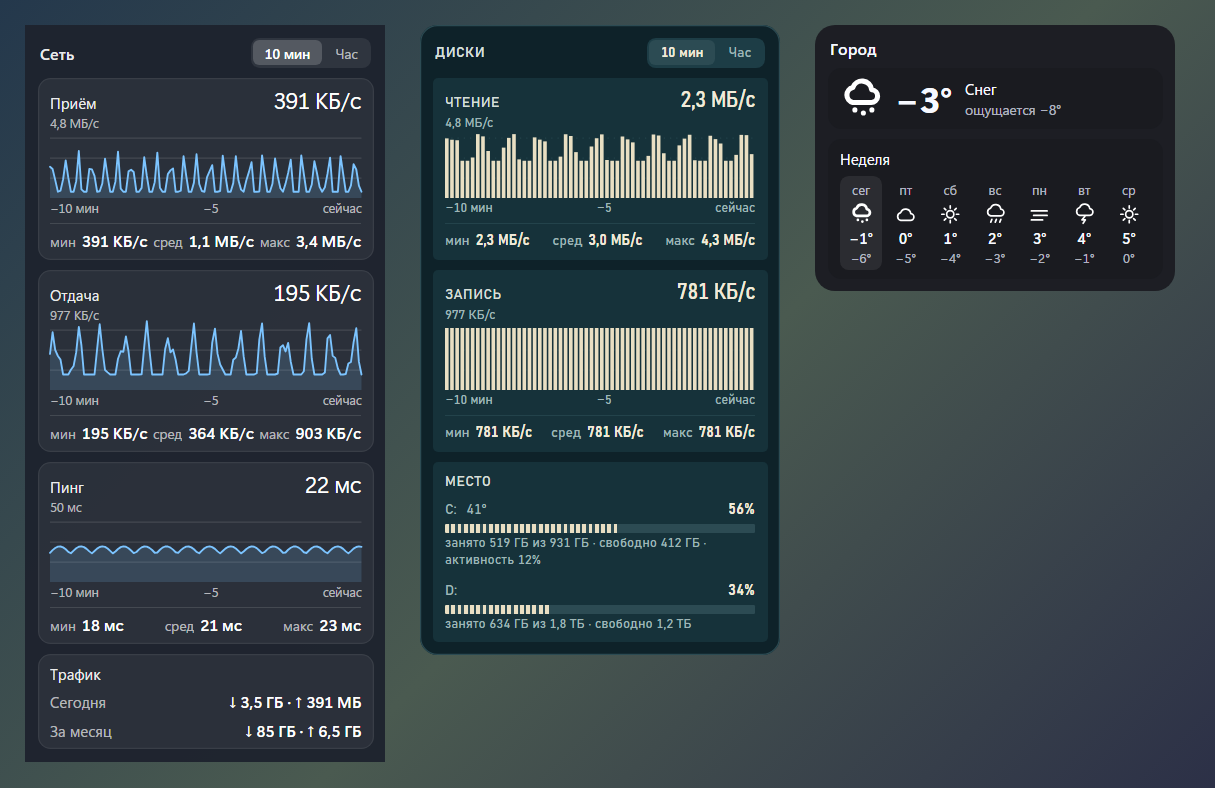 Сеть
10 мин Час
Приём 391 КБ/с
4,8 МБ/с
−10 мин −5 сейчас
мин 391 КБ/с сред 1,1 МБ/с макс 3,4 МБ/с
Отдача 195 КБ/с
977 КБ/с
−10 мин −5 сейчас
мин 195 КБ/с сред 364 КБ/с макс 903 КБ/с
Пинг 22 мс
50 мс
−10 мин −5 сейчас
мин 18 мс сред 21 мс макс 23 мс
Трафик
Сегодня ↓ 3,5 ГБ · ↑ 391 МБ
За месяц ↓ 85 ГБ · ↑ 6,5 ГБ
ДИСКИ
10 мин Час
ЧТЕНИЕ 2,3 МБ/с
4,8 МБ/с
−10 мин −5 сейчас
мин 2,3 МБ/с сред 3,0 МБ/с макс 4,3 МБ/с
ЗАПИСЬ 781 КБ/с
977 КБ/с
−10 мин −5 сейчас
мин 781 КБ/с сред 781 КБ/с макс 781 КБ/с
МЕСТО
C: 41° 56%
занято 519 ГБ из 931 ГБ · свободно 412 ГБ ·
активность 12%
D: 34%
занято 634 ГБ из 1,8 ТБ · свободно 1,2 ТБ
Город
−3° Снег
ощущается −8°
Неделя
сег пт сб вс пн вт ср
−1° 0° 1° 2° 3° 4° 5°
−6° −5° −4° −3° −2° −1° 0°